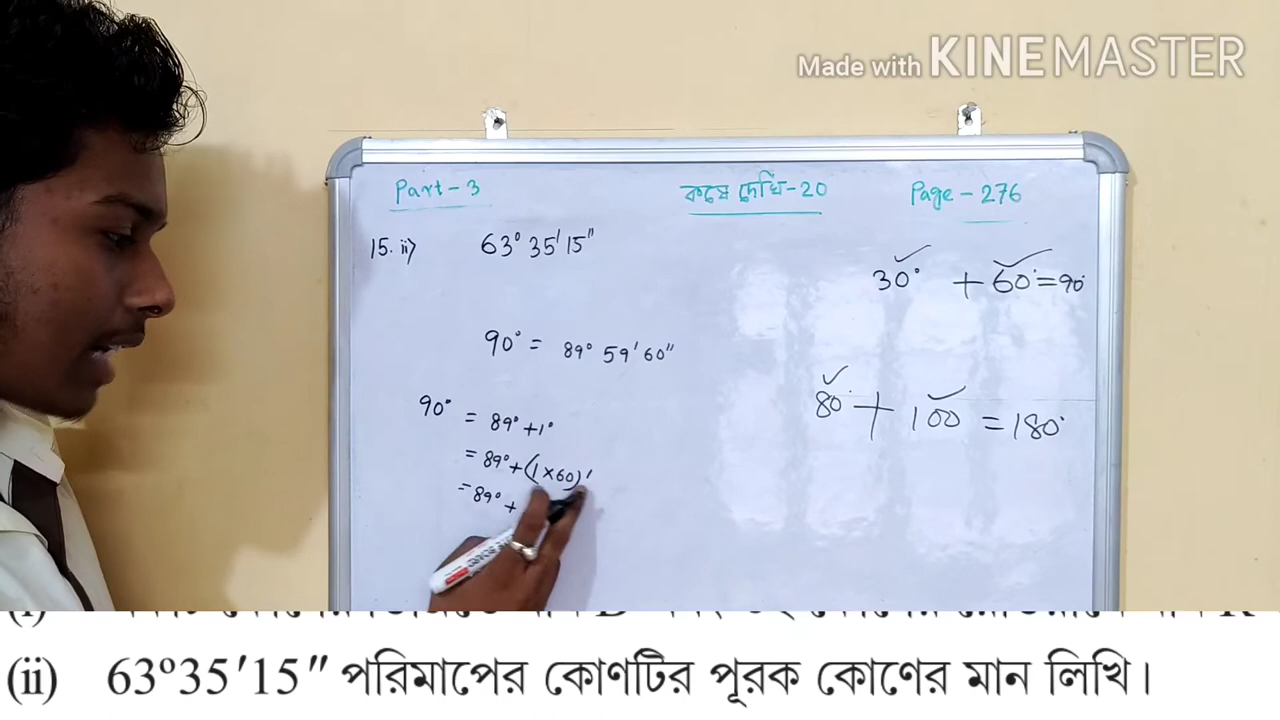 Made with KINEMASTER
Part-3 কষে দেখি-20 Page-276
15. ii) 63° 35' 15"
30° + 60° = 90°
90° = 89° 59' 60"
80° + 100 = 180°
90° = 89° + 1°
= 89° + (1×60)'
= 89° +
(ii) 63°35'15" পরিমাপের কোণটির পূরক কোণের মান লিখি।